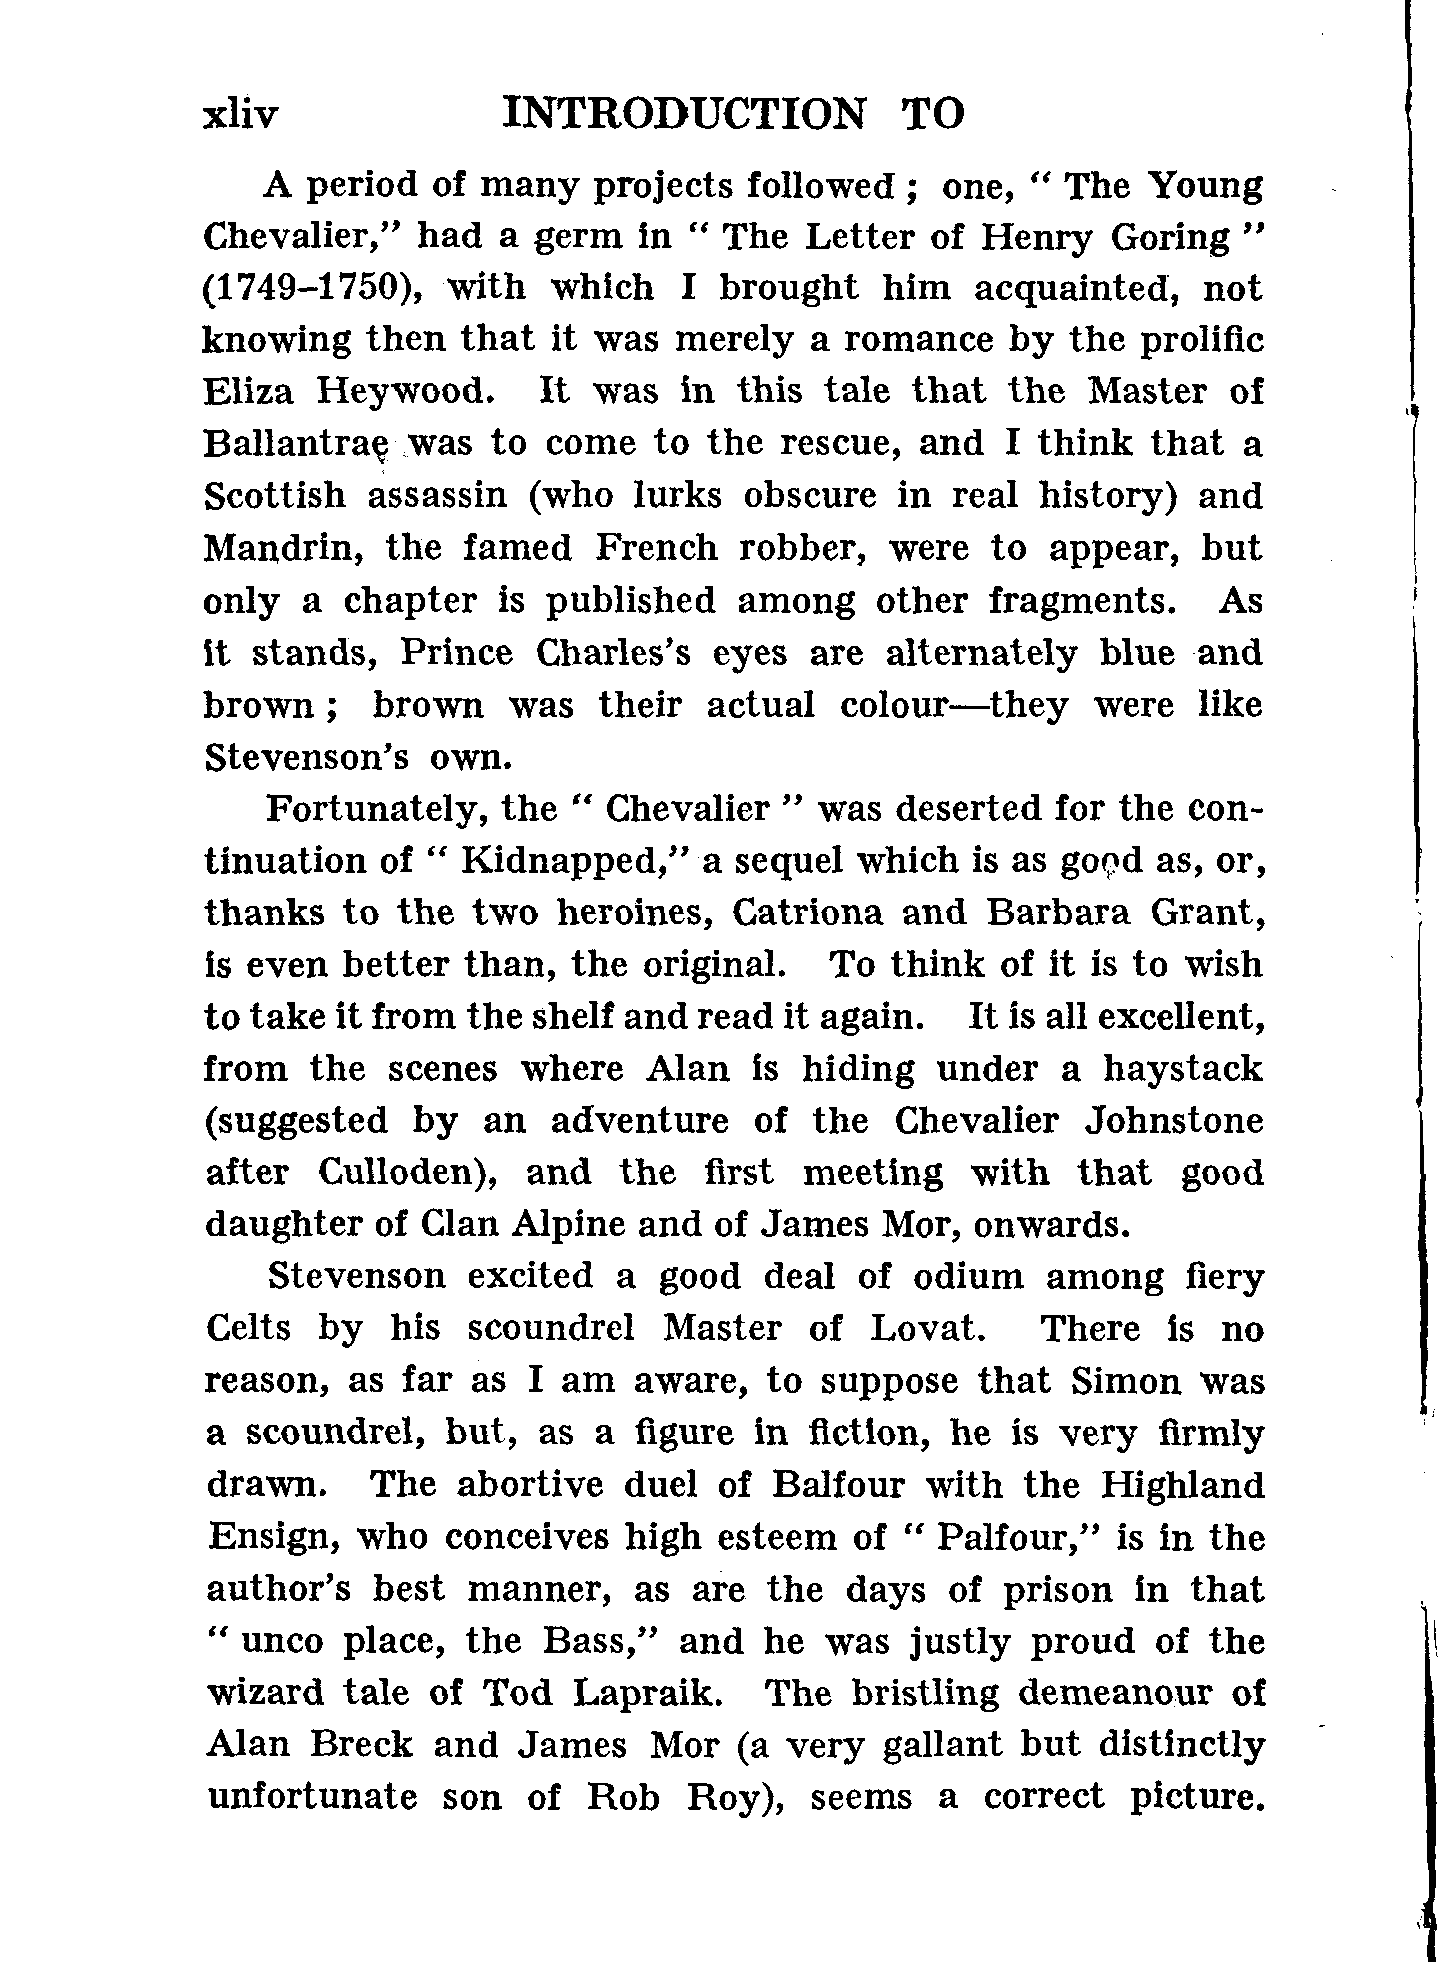 xliv INTRODUCTION TO
A period of many projects followed ; one, “ The Young
Chevalier,” had a germ in “ The Letter of Henry Goring ”
(1749–1750), with which I brought him acquainted, not
knowing then that it was merely a romance by the prolific
Eliza Heywood. It was in this tale that the Master of
Ballantrae was to come to the rescue, and I think that a
Scottish assassin (who lurks obscure in real history) and
Mandrin, the famed French robber, were to appear, but
only a chapter is published among other fragments. As
it stands, Prince Charles’s eyes are alternately blue and
brown ; brown was their actual colour—they were like
Stevenson’s own.
Fortunately, the “ Chevalier ” was deserted for the con-
tinuation of “ Kidnapped,” a sequel which is as good as, or,
thanks to the two heroines, Catriona and Barbara Grant,
is even better than, the original. To think of it is to wish
to take it from the shelf and read it again. It is all excellent,
from the scenes where Alan is hiding under a haystack
(suggested by an adventure of the Chevalier Johnstone
after Culloden), and the first meeting with that good
daughter of Clan Alpine and of James Mor, onwards.
Stevenson excited a good deal of odium among fiery
Celts by his scoundrel Master of Lovat. There is no
reason, as far as I am aware, to suppose that Simon was
a scoundrel, but, as a figure in fiction, he is very firmly
drawn. The abortive duel of Balfour with the Highland
Ensign, who conceives high esteem of “ Palfour,” is in the
author’s best manner, as are the days of prison in that
“ unco place, the Bass,” and he was justly proud of the
wizard tale of Tod Lapraik. The bristling demeanour of
Alan Breck and James Mor (a very gallant but distinctly
unfortunate son of Rob Roy), seems a correct picture.